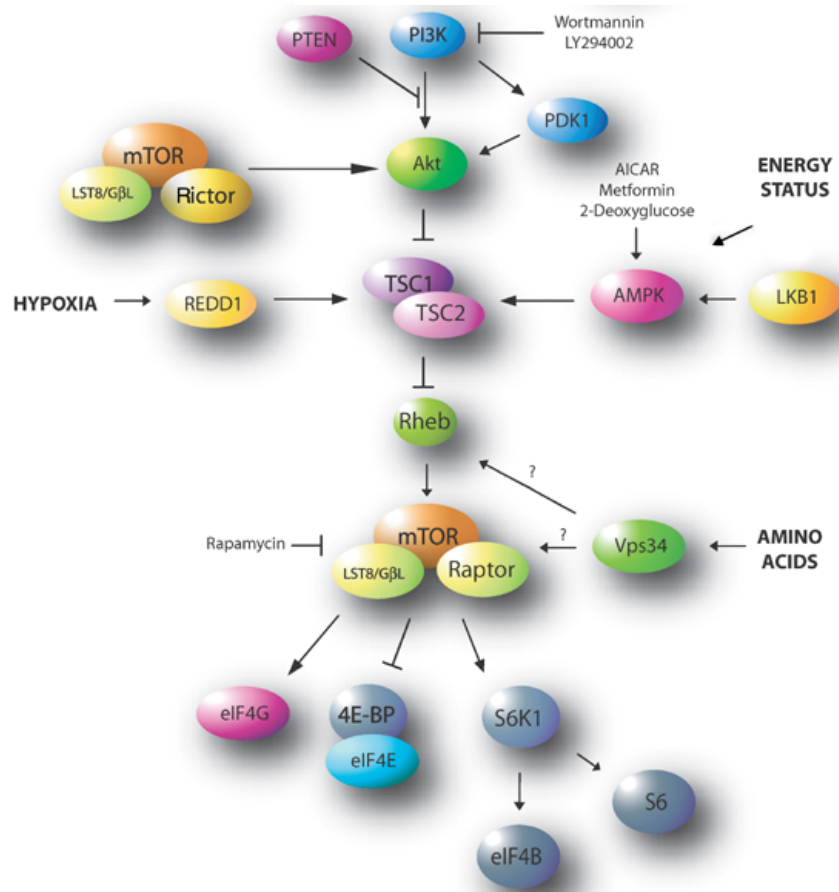 PTEN
PI3K
Wortmannin
LY294002
PDK1
mTOR
LST8/GβL
Rictor
Akt
AICAR
Metformin
2-Deoxyglucose
ENERGY
STATUS
HYPOXIA
REDD1
TSC1
TSC2
AMPK
LKB1
Rheb
?
Rapamycin
mTOR
LST8/GβL
Raptor
?
Vps34
AMINO
ACIDS
eIF4G
4E-BP
eIF4E
S6K1
S6
eIF4B